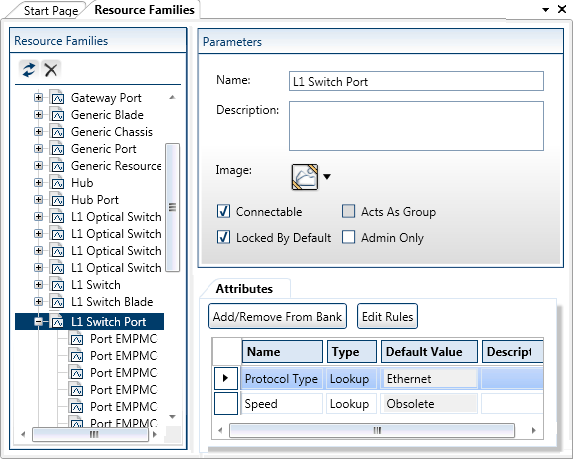 Start Page
Resource Families
Resource Families
Gateway Port
Generic Blade
Generic Chassis
Generic Port
Generic Resource
Hub
Hub Port
L1 Optical Switch
L1 Optical Switch
L1 Optical Switch
L1 Optical Switch
L1 Switch
L1 Switch Blade
L1 Switch Port
Port EMPMC
Port EMPMC
Port EMPMC
Port EMPMC
Port EMPMC
Port EMPMC
Parameters
Name: L1 Switch Port
Description:
Image:
Connectable Acts As Group
Locked By Default Admin Only
Attributes
Add/Remove From Bank Edit Rules
Name Type Default Value Descript
Protocol Type Lookup Ethernet
Speed Lookup Obsolete